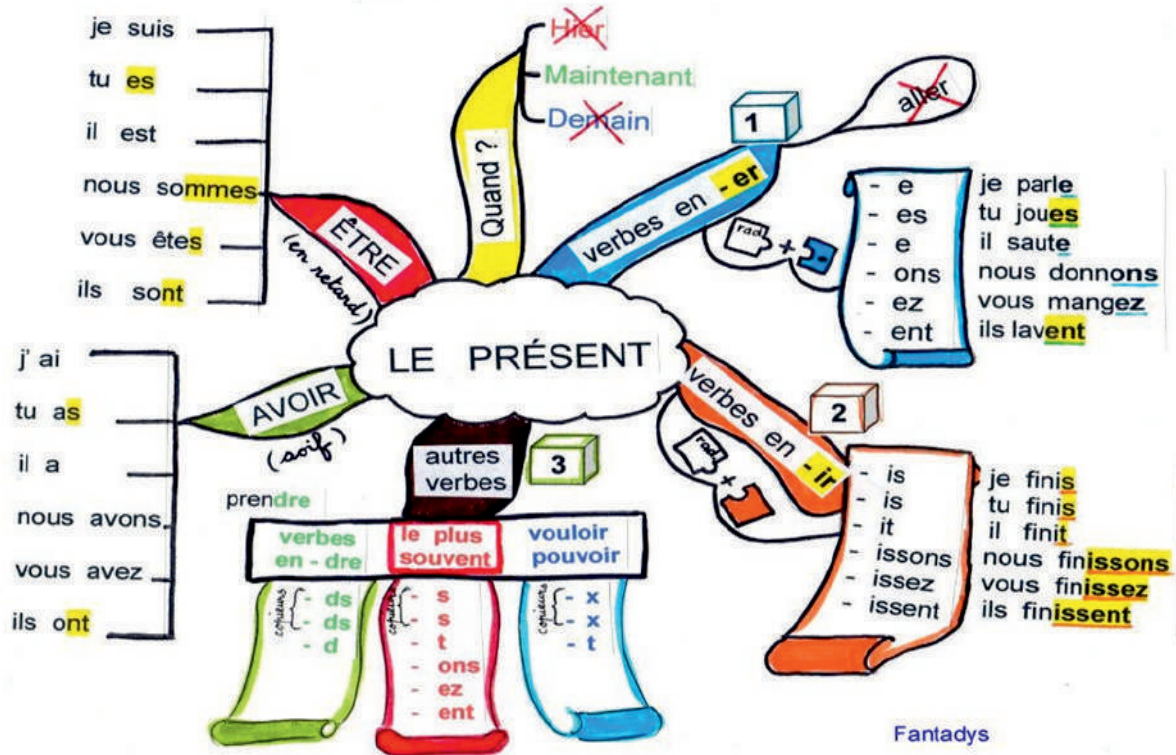 je suis
tu es
il est
nous sommes
vous êtes
ils sont
ÊTRE
(en retard)
Quand ?
Hier
Maintenant
Demain
1
aller
verbes en - er
rad
+
- e
- es
- e
- ons
- ez
- ent
je parle
tu joues
il saute
nous donnons
vous mangez
ils lavent
LE PRÉSENT
j' ai
tu as
il a
nous avons
vous avez
ils ont
AVOIR
(soif)
verbes en - ir
2
rad
+
- is
- is
- it
- issons
- issez
- issent
je finis
tu finis
il finit
nous finissons
vous finissez
ils finissent
autres
verbes
3
prendre
verbes
en - dre
copieurs
- ds
- ds
- d
le plus
souvent
copieurs
- s
- s
- t
- ons
- ez
- ent
vouloir
pouvoir
copieurs
- x
- x
- t
Fantadys